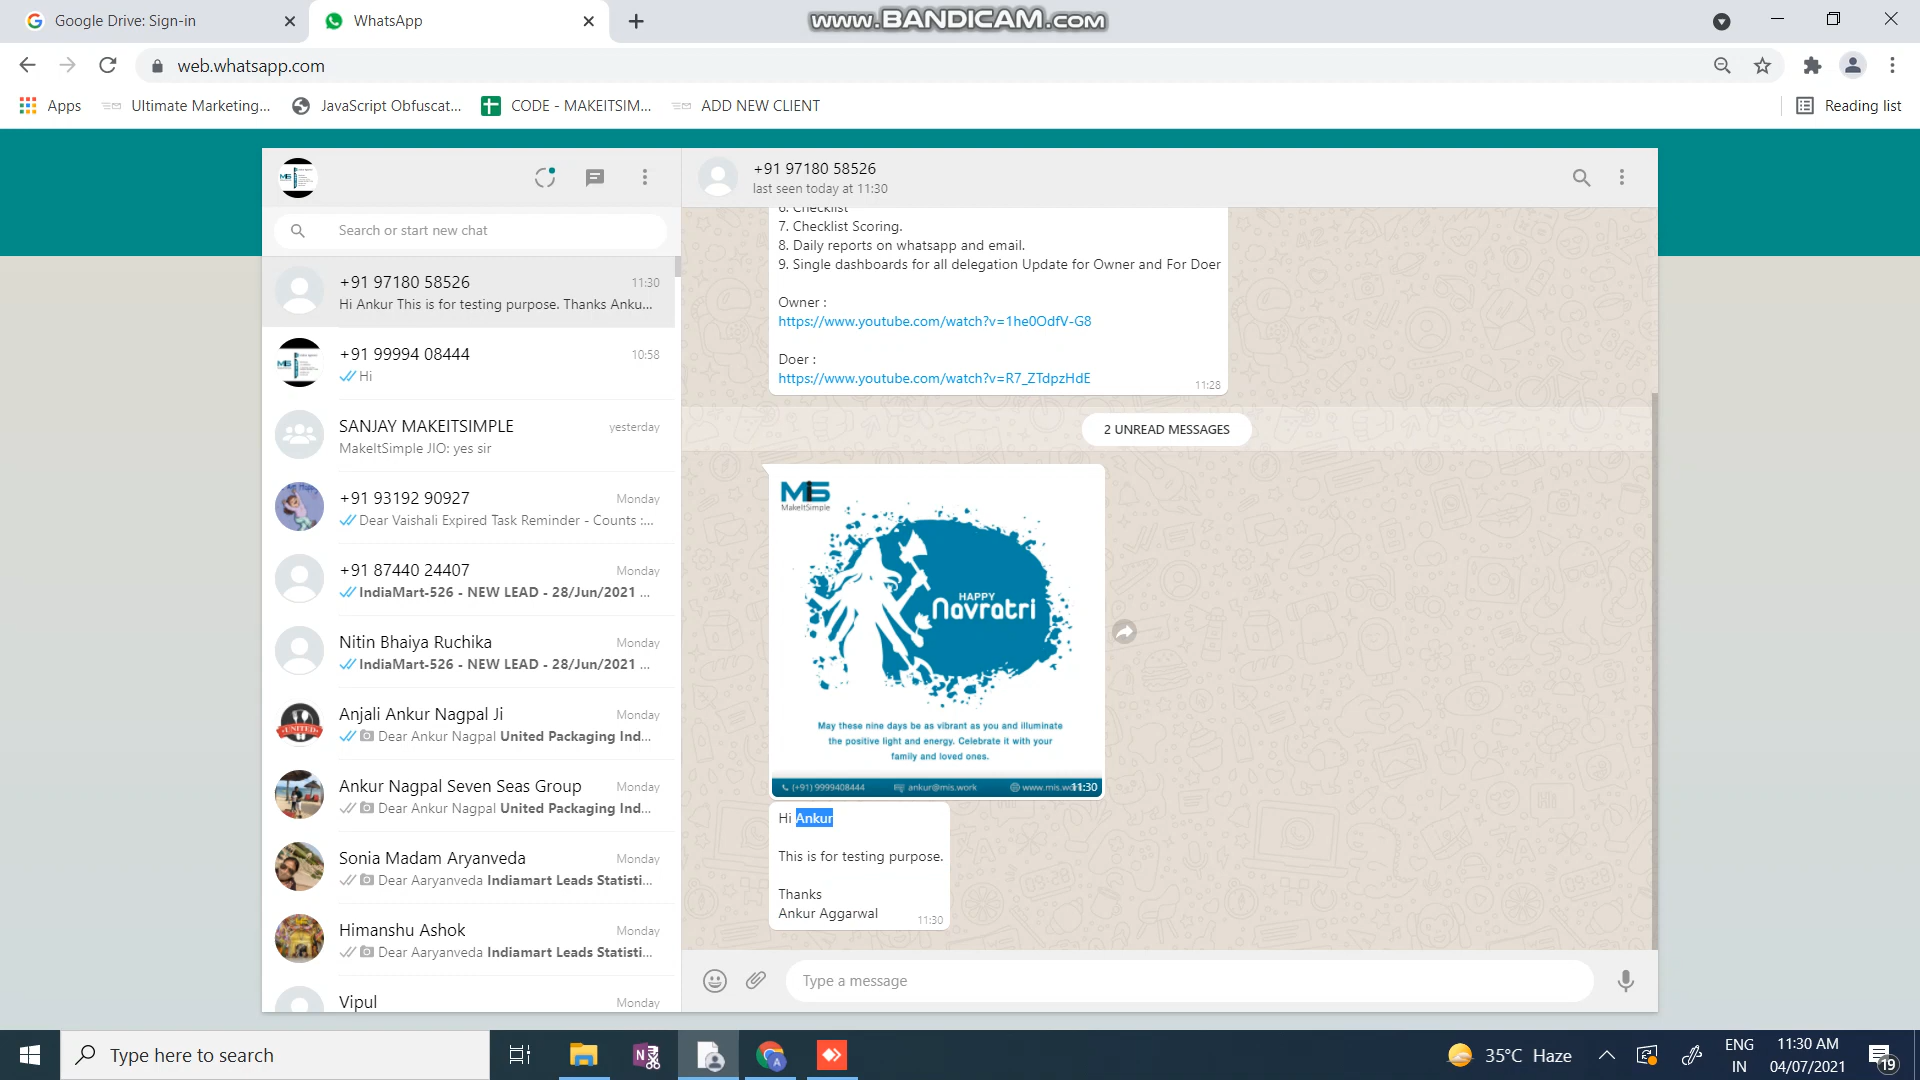 Google Drive: Sign-in
WhatsApp
www.BANDICAM.com
web.whatsapp.com
Apps
Ultimate Marketing...
JavaScript Obfuscat...
CODE - MAKEITSIM...
ADD NEW CLIENT
Reading list
Search or start new chat
+91 97180 58526
11:30
Hi Ankur This is for testing purpose. Thanks Anku...
+91 99994 08444
10:58
Hi
SANJAY MAKEITSIMPLE
yesterday
MakeItSimple JIO: yes sir
+91 93192 90927
Monday
Dear Vaishali Expired Task Reminder - Counts :...
+91 87440 24407
Monday
IndiaMart-526 - NEW LEAD - 28/Jun/2021 ...
Nitin Bhaiya Ruchika
Monday
IndiaMart-526 - NEW LEAD - 28/Jun/2021 ...
Anjali Ankur Nagpal Ji
Monday
Dear Ankur Nagpal United Packaging Ind...
Ankur Nagpal Seven Seas Group
Monday
Dear Ankur Nagpal United Packaging Ind...
Sonia Madam Aryanveda
Monday
Dear Aaryanveda Indiamart Leads Statisti...
Himanshu Ashok
Monday
Dear Aaryanveda Indiamart Leads Statisti...
Vipul
Monday
+91 97180 58526
last seen today at 11:30
6. Checklist
7. Checklist Scoring.
8. Daily reports on whatsapp and email.
9. Single dashboards for all delegation Update for Owner and For Doer
Owner :
https://www.youtube.com/watch?v=1he0OdfV-G8
Doer :
https://www.youtube.com/watch?v=R7_ZTdpzHdE
11:28
2 UNREAD MESSAGES
MiS
MakeItSimple
HAPPY
Navratri
May these nine days be as vibrant as you and illuminate
the positive light and energy. Celebrate it with your
family and loved ones.
(+91) 9999408444
ankur@mis.work
11:30
Hi Ankur
This is for testing purpose.
Thanks
Ankur Aggarwal
11:30
Type a message
Type here to search
35°C Haze
ENG
IN
11:30 AM
04/07/2021
19